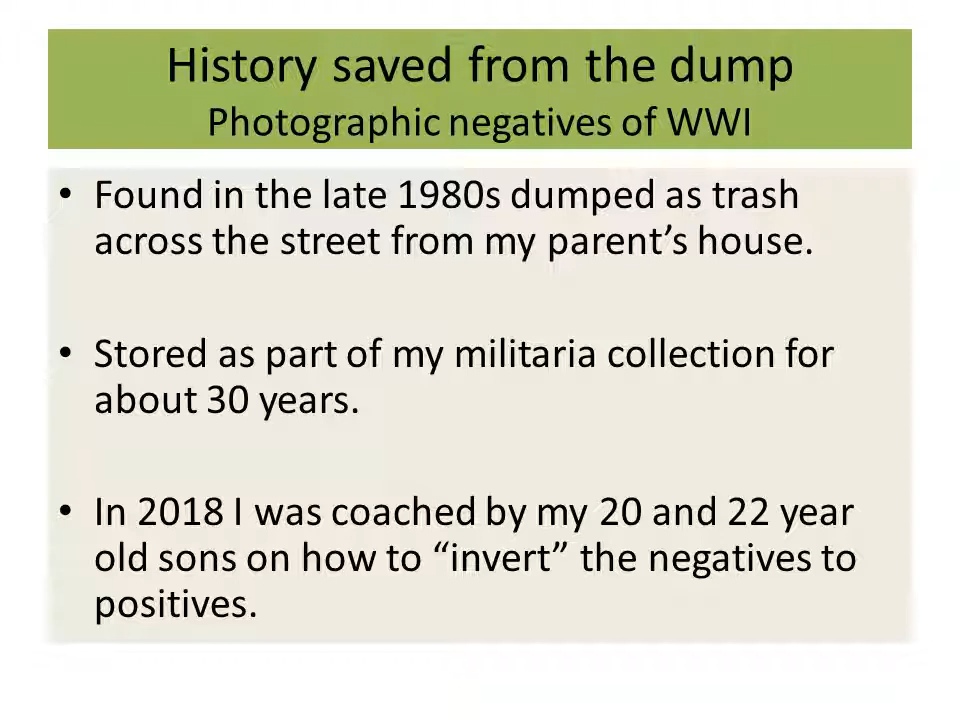 History saved from the dump
Photographic negatives of WWI
• Found in the late 1980s dumped as trash
across the street from my parent’s house.
• Stored as part of my militaria collection for
about 30 years.
• In 2018 I was coached by my 20 and 22 year
old sons on how to “invert” the negatives to
positives.